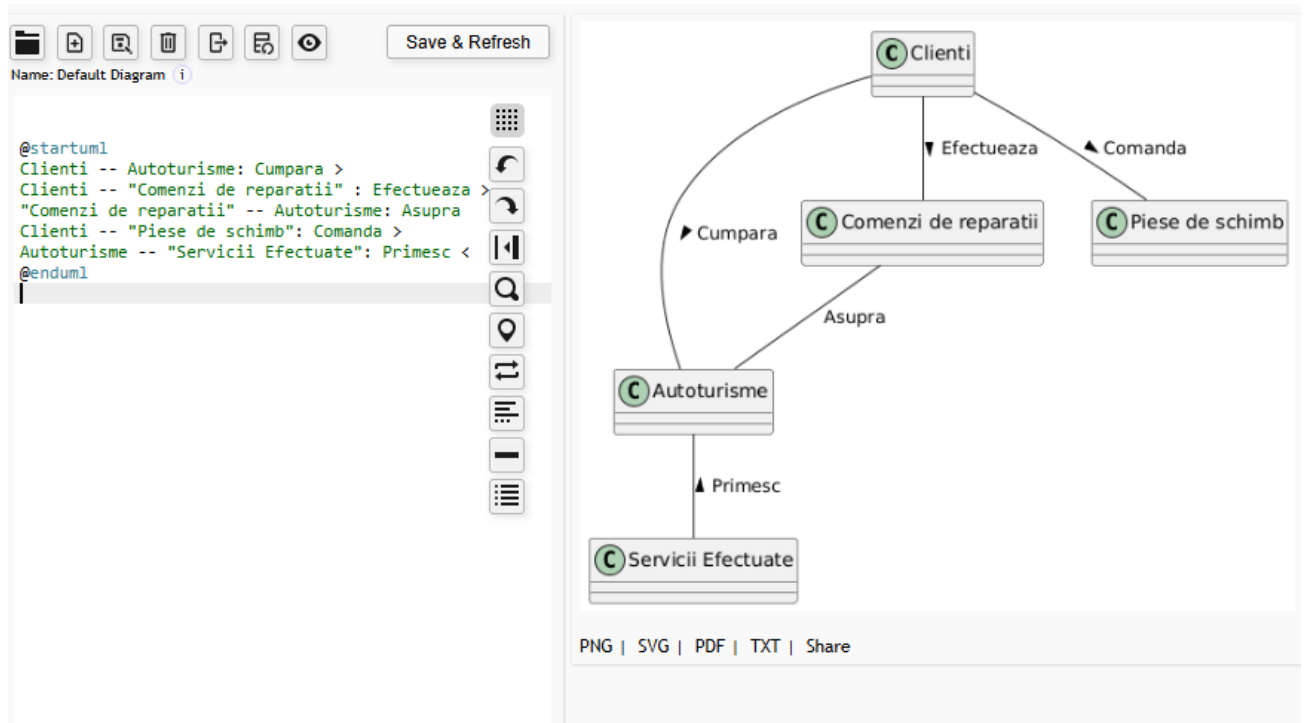 Save & Refresh
Name: Default Diagram i
@startuml
Clienti -- Autoturisme: Cumpara >
Clienti -- "Comenzi de reparatii" : Efectueaza >
"Comenzi de reparatii" -- Autoturisme: Asupra
Clienti -- "Piese de schimb": Comanda >
Autoturisme -- "Servicii Efectuate": Primesc <
@enduml
C Clienti
Efectueaza
Comanda
Cumpara
C Comenzi de reparatii
C Piese de schimb
Asupra
C Autoturisme
Primesc
C Servicii Efectuate
PNG | SVG | PDF | TXT | Share